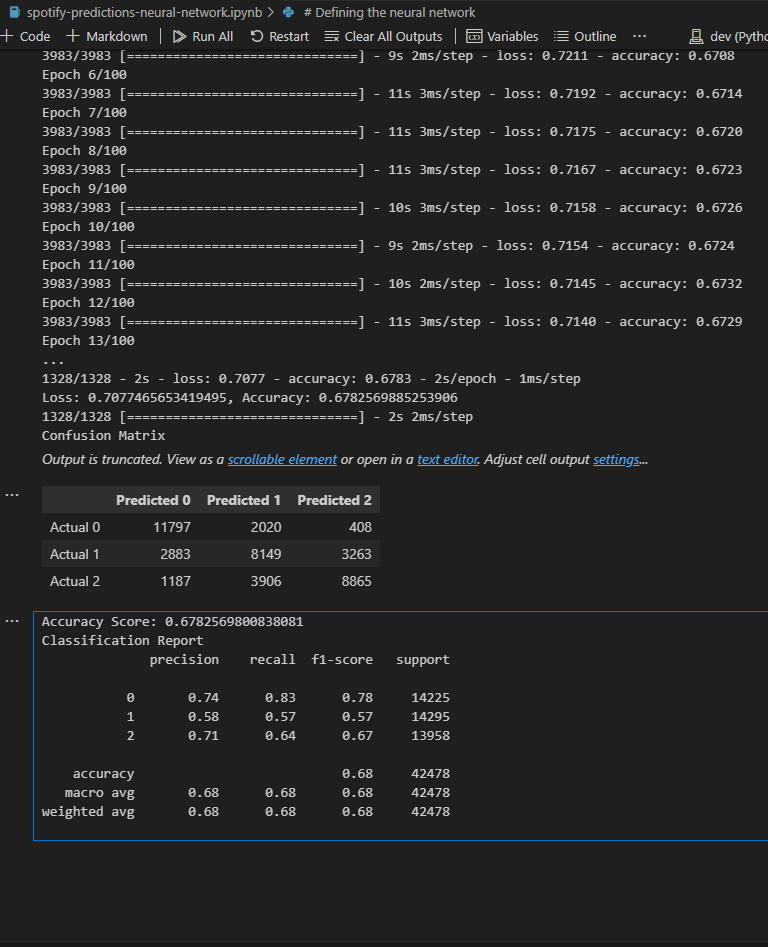 spotify-predictions-neural-network.ipynb > # Defining the neural network
+ Code + Markdown | Run All Restart Clear All Outputs | Variables Outline ... dev (Pytho
3983/3983 [==============================] - 9s 2ms/step - loss: 0.7211 - accuracy: 0.6708
Epoch 6/100
3983/3983 [==============================] - 11s 3ms/step - loss: 0.7192 - accuracy: 0.6714
Epoch 7/100
3983/3983 [==============================] - 11s 3ms/step - loss: 0.7175 - accuracy: 0.6720
Epoch 8/100
3983/3983 [==============================] - 11s 3ms/step - loss: 0.7167 - accuracy: 0.6723
Epoch 9/100
3983/3983 [==============================] - 10s 3ms/step - loss: 0.7158 - accuracy: 0.6726
Epoch 10/100
3983/3983 [==============================] - 9s 2ms/step - loss: 0.7154 - accuracy: 0.6724
Epoch 11/100
3983/3983 [==============================] - 10s 2ms/step - loss: 0.7145 - accuracy: 0.6732
Epoch 12/100
3983/3983 [==============================] - 11s 3ms/step - loss: 0.7140 - accuracy: 0.6729
Epoch 13/100
...
1328/1328 - 2s - loss: 0.7077 - accuracy: 0.6783 - 2s/epoch - 1ms/step
Loss: 0.7077465653419495, Accuracy: 0.6782569885253906
1328/1328 [==============================] - 2s 2ms/step
Confusion Matrix
Output is truncated. View as a scrollable element or open in a text editor. Adjust cell output settings...
...
Predicted 0 Predicted 1 Predicted 2
Actual 0 11797 2020 408
Actual 1 2883 8149 3263
Actual 2 1187 3906 8865
...
Accuracy Score: 0.6782569800838081
Classification Report
precision recall f1-score support
0 0.74 0.83 0.78 14225
1 0.58 0.57 0.57 14295
2 0.71 0.64 0.67 13958
accuracy 0.68 42478
macro avg 0.68 0.68 0.68 42478
weighted avg 0.68 0.68 0.68 42478